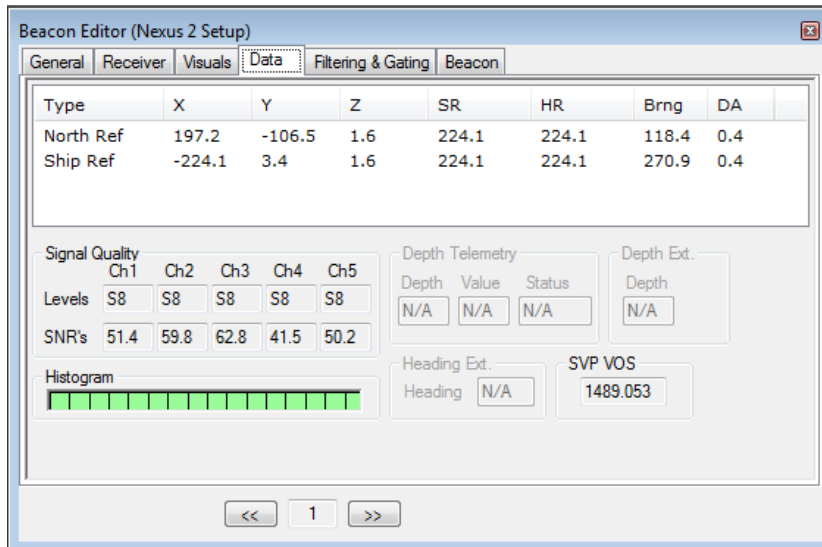 Beacon Editor (Nexus 2 Setup)
General Receiver Visuals Data Filtering & Gating Beacon
Type X Y Z SR HR Brng DA
North Ref 197.2 -106.5 1.6 224.1 224.1 118.4 0.4
Ship Ref -224.1 3.4 1.6 224.1 224.1 270.9 0.4
Signal Quality
Ch1 Ch2 Ch3 Ch4 Ch5
Levels S8 S8 S8 S8 S8
SNR's 51.4 59.8 62.8 41.5 50.2
Depth Telemetry
Depth Value Status
N/A N/A N/A
Depth Ext.
Depth
N/A
Histogram
Heading Ext.
Heading N/A
SVP VOS
1489.053
<< 1 >>